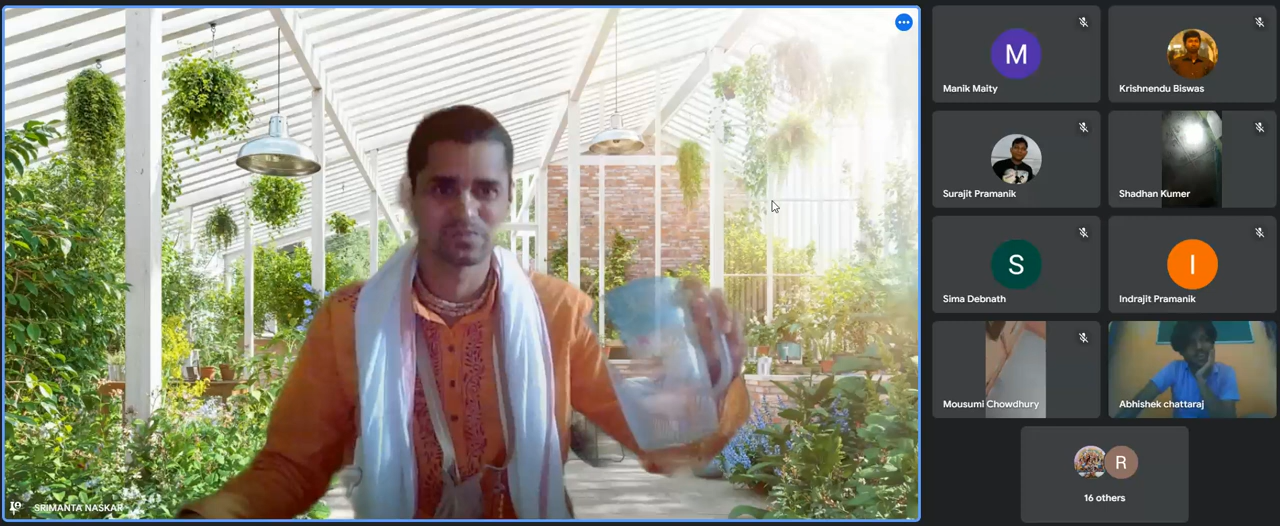 M
Manik Maity
Krishnendu Biswas
Surajit Pramanik
Shadhan Kumer
S
Sima Debnath
I
Indrajit Pramanik
Mousumi Chowdhury
Abhishek chattaraj
R
16 others
SRIMANTA NASKAR